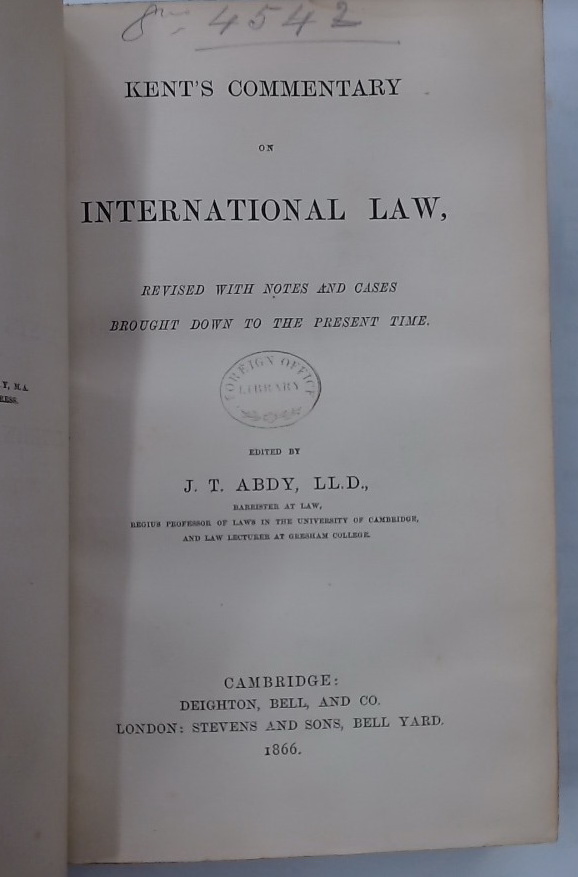 8vo. 4542
KENT'S COMMENTARY
ON
INTERNATIONAL LAW,
REVISED WITH NOTES AND CASES
BROUGHT DOWN TO THE PRESENT TIME.
FOREIGN OFFICE
LIBRARY
Y, M.A.
RESS.
EDITED BY
J. T. ABDY, LL.D.,
BARRISTER AT LAW,
REGIUS PROFESSOR OF LAWS IN THE UNIVERSITY OF CAMBRIDGE,
AND LAW LECTURER AT GRESHAM COLLEGE.
CAMBRIDGE:
DEIGHTON, BELL, AND CO.
LONDON: STEVENS AND SONS, BELL YARD.
1866.